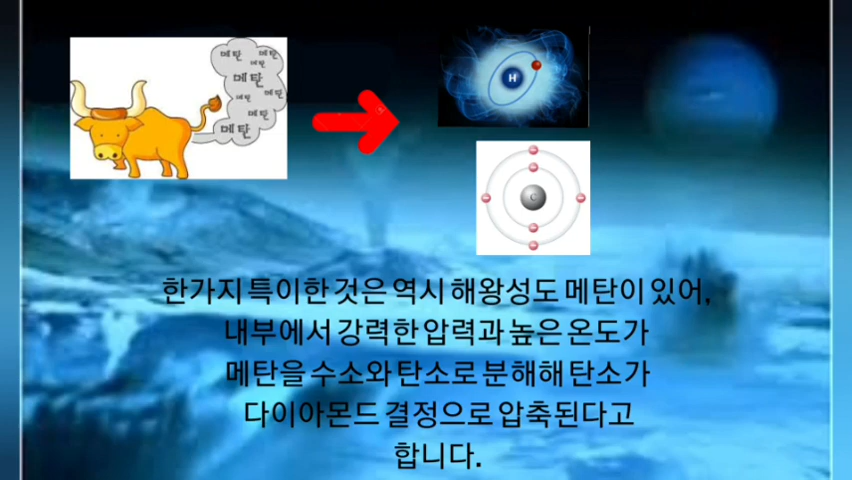 메탄 메탄
메탄
메탄
메탄
메탄
메탄
메탄
H
C
한가지 특이한 것은 역시 해왕성도 메탄이 있어,
내부에서 강력한 압력과 높은 온도가
메탄을 수소와 탄소로 분해해 탄소가
다이아몬드 결정으로 압축된다고
합니다.